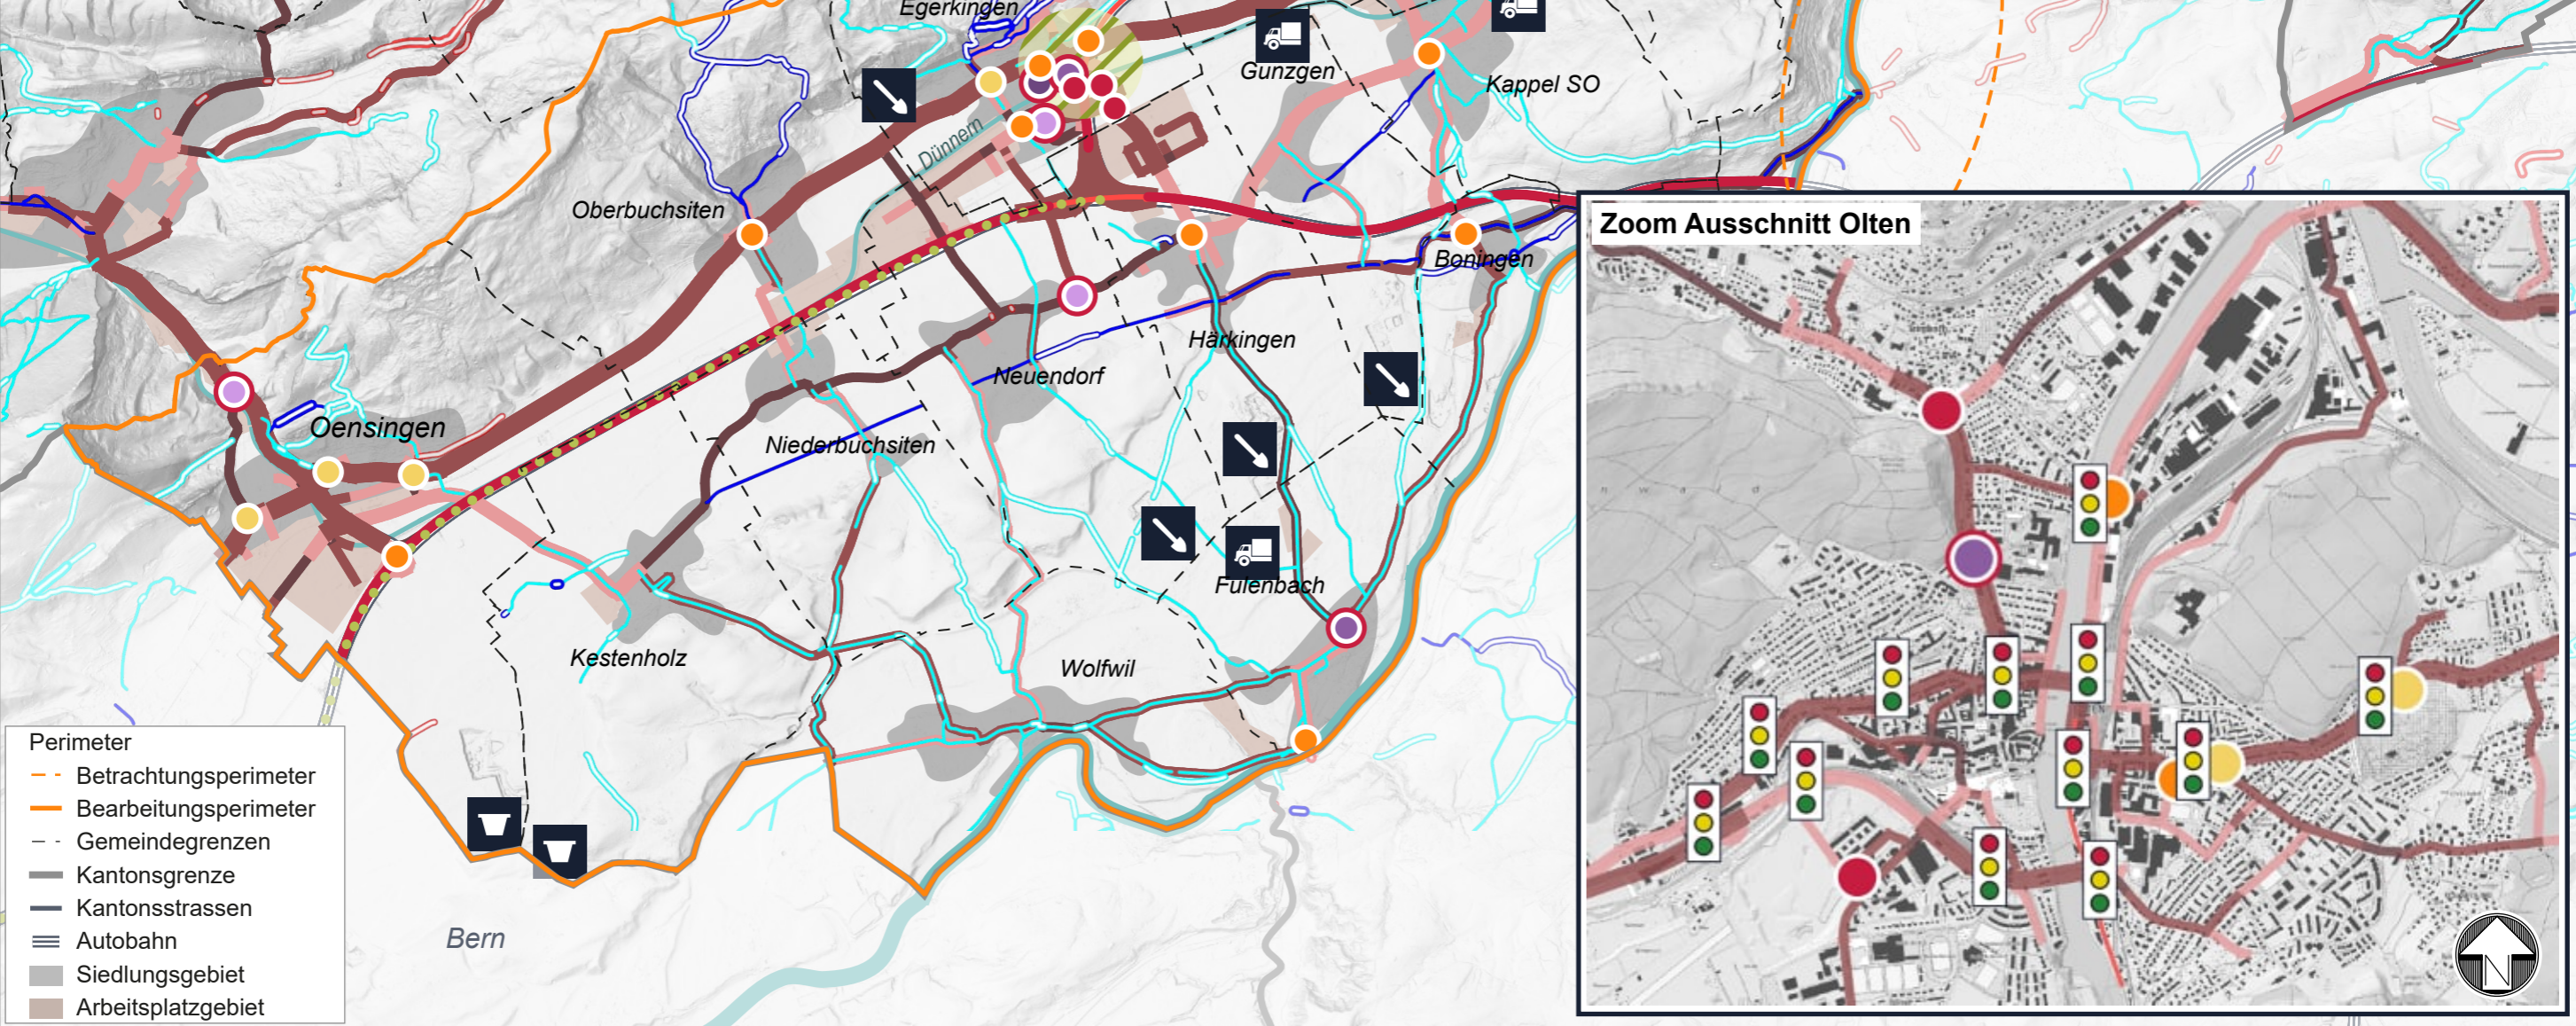 Egerkingen
Gunzgen
Kappel SO
Dünnern
Oberbuchsiten
Zoom Ausschnitt Olten
Boningen
Härkingen
Neuendorf
Oensingen
Niederbuchsiten
Fulenbach
Kestenholz
Wolfwil
Perimeter
Betrachtungsperimeter
Bearbeitungsperimeter
Gemeindegrenzen
Kantonsgrenze
Kantonsstrassen
Autobahn
Siedlungsgebiet
Arbeitsplatzgebiet
Bern
N